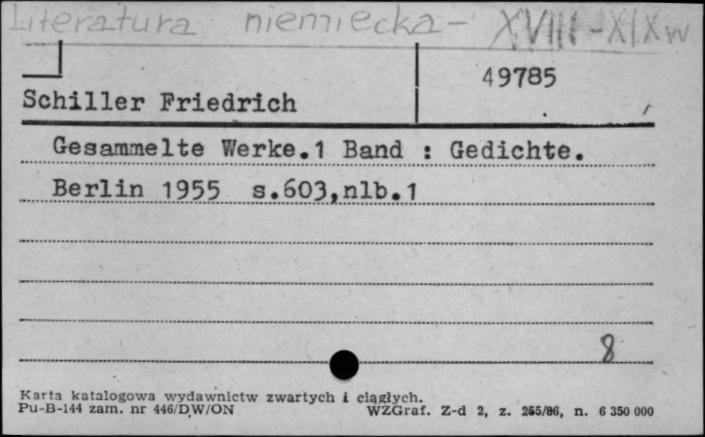 Literatura niemiecka - XVIII-XIX w
49785
Schiller Friedrich
Gesammelte Werke.1 Band : Gedichte.
Berlin 1955 s.603,nlb.1
8
Karta katalogowa wydawnictw zwartych i ciągłych.
Pu-B-144 zam. nr 446/DW/ON WZGraf. Z-d 2, z. 255/86, n. 6 350 000